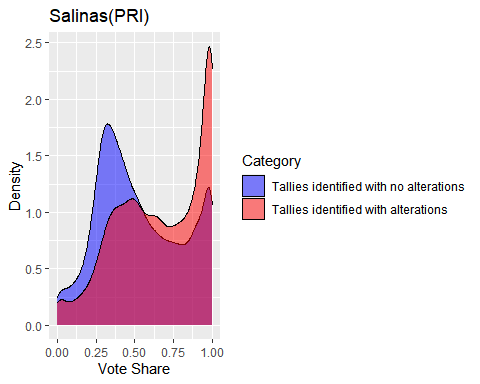 Salinas(PRI)
2.5
2.0
1.5
1.0
0.5
0.0
Density
0.00 0.25 0.50 0.75 1.00
Vote Share
Category
Tallies identified with no alterations
Tallies identified with alterations